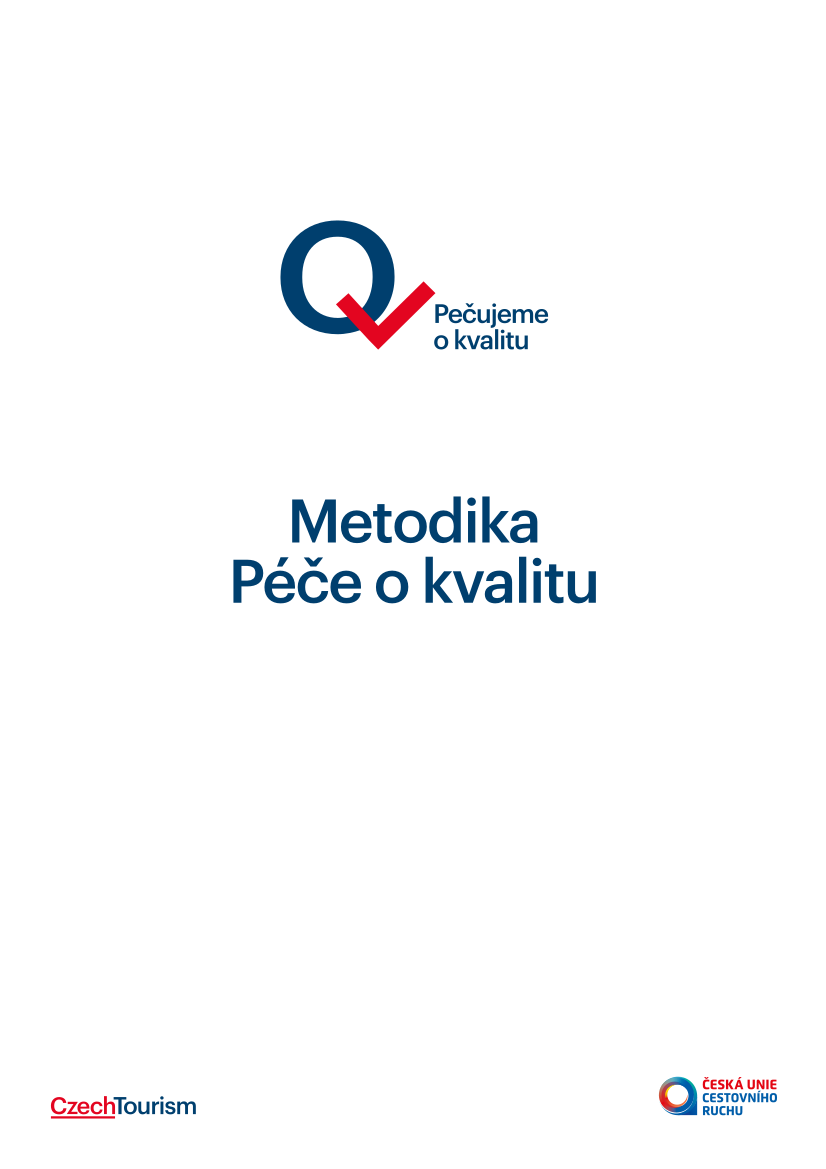 Pečujeme
o kvalitu
Metodika
Péče o kvalitu
CzechTourism
ČESKÁ UNIE
CESTOVNÍHO
RUCHU